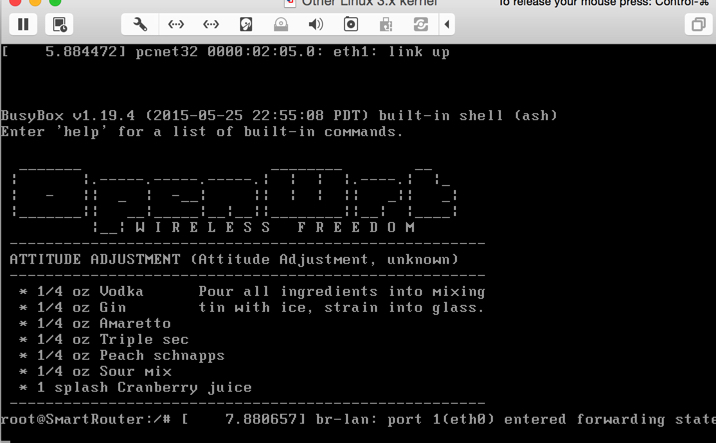 Other Linux 3.x kernel
To release your mouse press: Control-⌘
[    5.884472] pcnet32 0000:02:05.0: eth1: link up
BusyBox v1.19.4 (2015-05-25 22:55:08 PDT) built-in shell (ash)
Enter 'help' for a list of built-in commands.
OpenWrt
W I R E L E S S   F R E E D O M
ATTITUDE ADJUSTMENT (Attitude Adjustment, unknown)
* 1/4 oz Vodka      Pour all ingredients into mixing
* 1/4 oz Gin        tin with ice, strain into glass.
* 1/4 oz Amaretto
* 1/4 oz Triple sec
* 1/4 oz Peach schnapps
* 1/4 oz Sour mix
* 1 splash Cranberry juice
root@SmartRouter:/# [    7.880657] br-lan: port 1(eth0) entered forwarding state